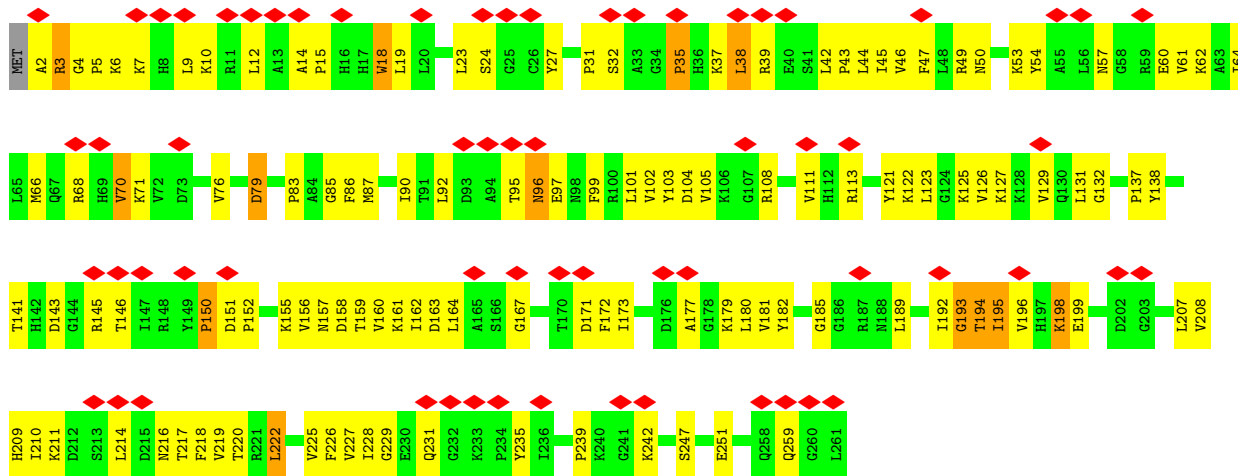 MET A2 R3 G4 P5 K6 K7 H8 L9 K10 R11 L12 A13 A14 P15 H16 H17 W18 L19 L20 L23 S24 G25 C26 Y27 P31 S32 A33 G34 P35 H36 K37 L38 R39 E40 S41 L42 P43 L44 I45 V46 F47 L48 R49 N50 K53 Y54 A55 L56 N57 G58 R59 E60 V61 K62 A63 I64
L65 M66 Q67 R68 H69 V70 K71 V72 D73 V76 D79 P83 A84 G85 F86 M87 I90 T91 L92 D93 A94 T95 N96 E97 N98 F99 R100 L101 V102 Y103 D104 V105 K106 G107 R108 V111 H112 R113 Y121 K122 L123 G124 K125 V126 K127 K128 V129 Q130 L131 G132 P137 Y138
T141 H142 D143 G144 R145 T146 I147 R148 Y149 P150 D151 P152 K155 V156 N157 D158 T159 V160 K161 I162 D163 L164 A165 S166 G167 T170 D171 F172 I173 D176 A177 G178 K179 L180 V181 Y182 G185 G186 R187 N188 L189 I192 G193 T194 I195 V196 H197 K198 E199 D202 G203 L207 V208
H209 I210 K211 D212 S213 L214 D215 N216 T217 F218 V219 T220 R221 L222 V225 F226 V227 I228 G229 E230 Q231 G232 K233 P234 Y235 I236 P239 K240 G241 K242 S247 E251 Q258 Q259 G260 L261